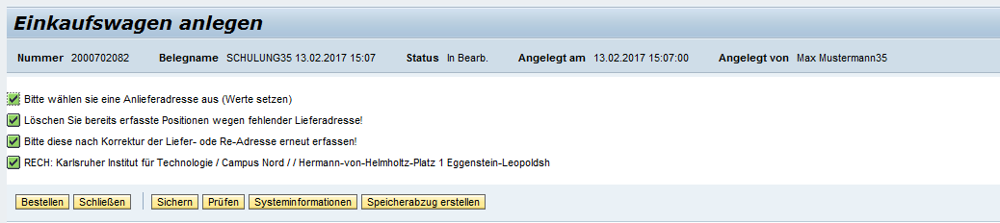 Einkaufswagen anlegen
Nummer 2000702082 Belegname SCHULUNG35 13.02.2017 15:07 Status In Bearb. Angelegt am 13.02.2017 15:07:00 Angelegt von Max Mustermann35
Bitte wählen sie eine Anlieferadresse aus (Werte setzen)
Löschen Sie bereits erfasste Positionen wegen fehlender Lieferadresse!
Bitte diese nach Korrektur der Liefer- ode Re-Adresse erneut erfassen!
RECH: Karlsruher Institut für Technologie / Campus Nord / / Hermann-von-Helmholtz-Platz 1 Eggenstein-Leopoldsh
Bestellen Schließen Sichern Prüfen Systeminformationen Speicherabzug erstellen